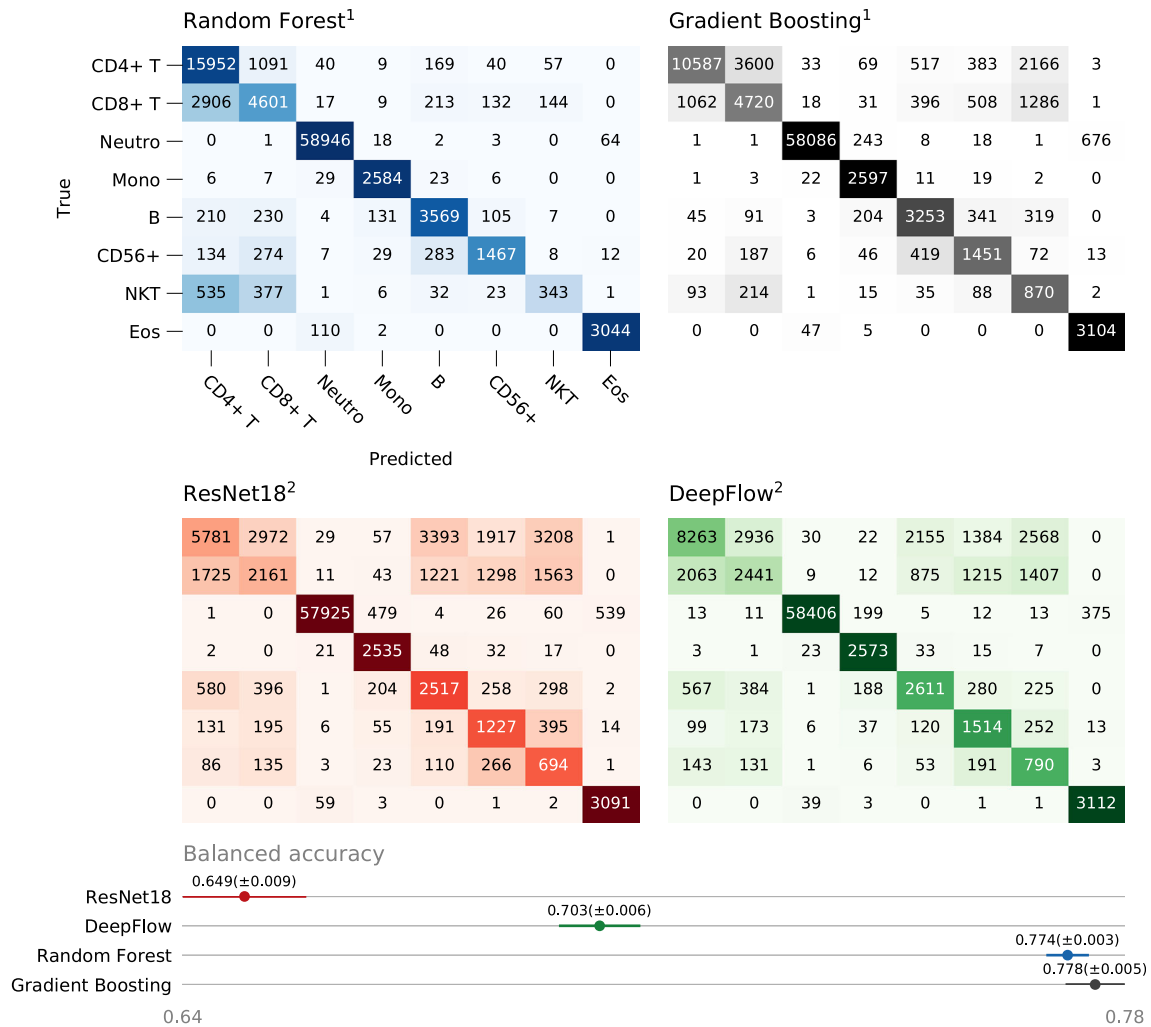 Random Forest¹ Gradient Boosting¹
CD4+ T 15952 1091 40 9 169 40 57 0 10587 3600 33 69 517 383 2166 3
CD8+ T 2906 4601 17 9 213 132 144 0 1062 4720 18 31 396 508 1286 1
Neutro 0 1 58946 18 2 3 0 64 1 1 58086 243 8 18 1 676
Mono 6 7 29 2584 23 6 0 0 1 3 22 2597 11 19 2 0
True
B 210 230 4 131 3569 105 7 0 45 91 3 204 3253 341 319 0
CD56+ 134 274 7 29 283 1467 8 12 20 187 6 46 419 1451 72 13
NKT 535 377 1 6 32 23 343 1 93 214 1 15 35 88 870 2
Eos 0 0 110 2 0 0 0 3044 0 0 47 5 0 0 0 3104
CD4+ T CD8+ T Neutro Mono B CD56+ NKT Eos
Predicted
ResNet18² DeepFlow²
5781 2972 29 57 3393 1917 3208 1 8263 2936 30 22 2155 1384 2568 0
1725 2161 11 43 1221 1298 1563 0 2063 2441 9 12 875 1215 1407 0
1 0 57925 479 4 26 60 539 13 11 58406 199 5 12 13 375
2 0 21 2535 48 32 17 0 3 1 23 2573 33 15 7 0
580 396 1 204 2517 258 298 2 567 384 1 188 2611 280 225 0
131 195 6 55 191 1227 395 14 99 173 6 37 120 1514 252 13
86 135 3 23 110 266 694 1 143 131 1 6 53 191 790 3
0 0 59 3 0 1 2 3091 0 0 39 3 0 1 1 3112
Balanced accuracy
0.649(±0.009)
ResNet18
0.703(±0.006)
DeepFlow
0.774(±0.003)
Random Forest
0.778(±0.005)
Gradient Boosting
0.64 0.78